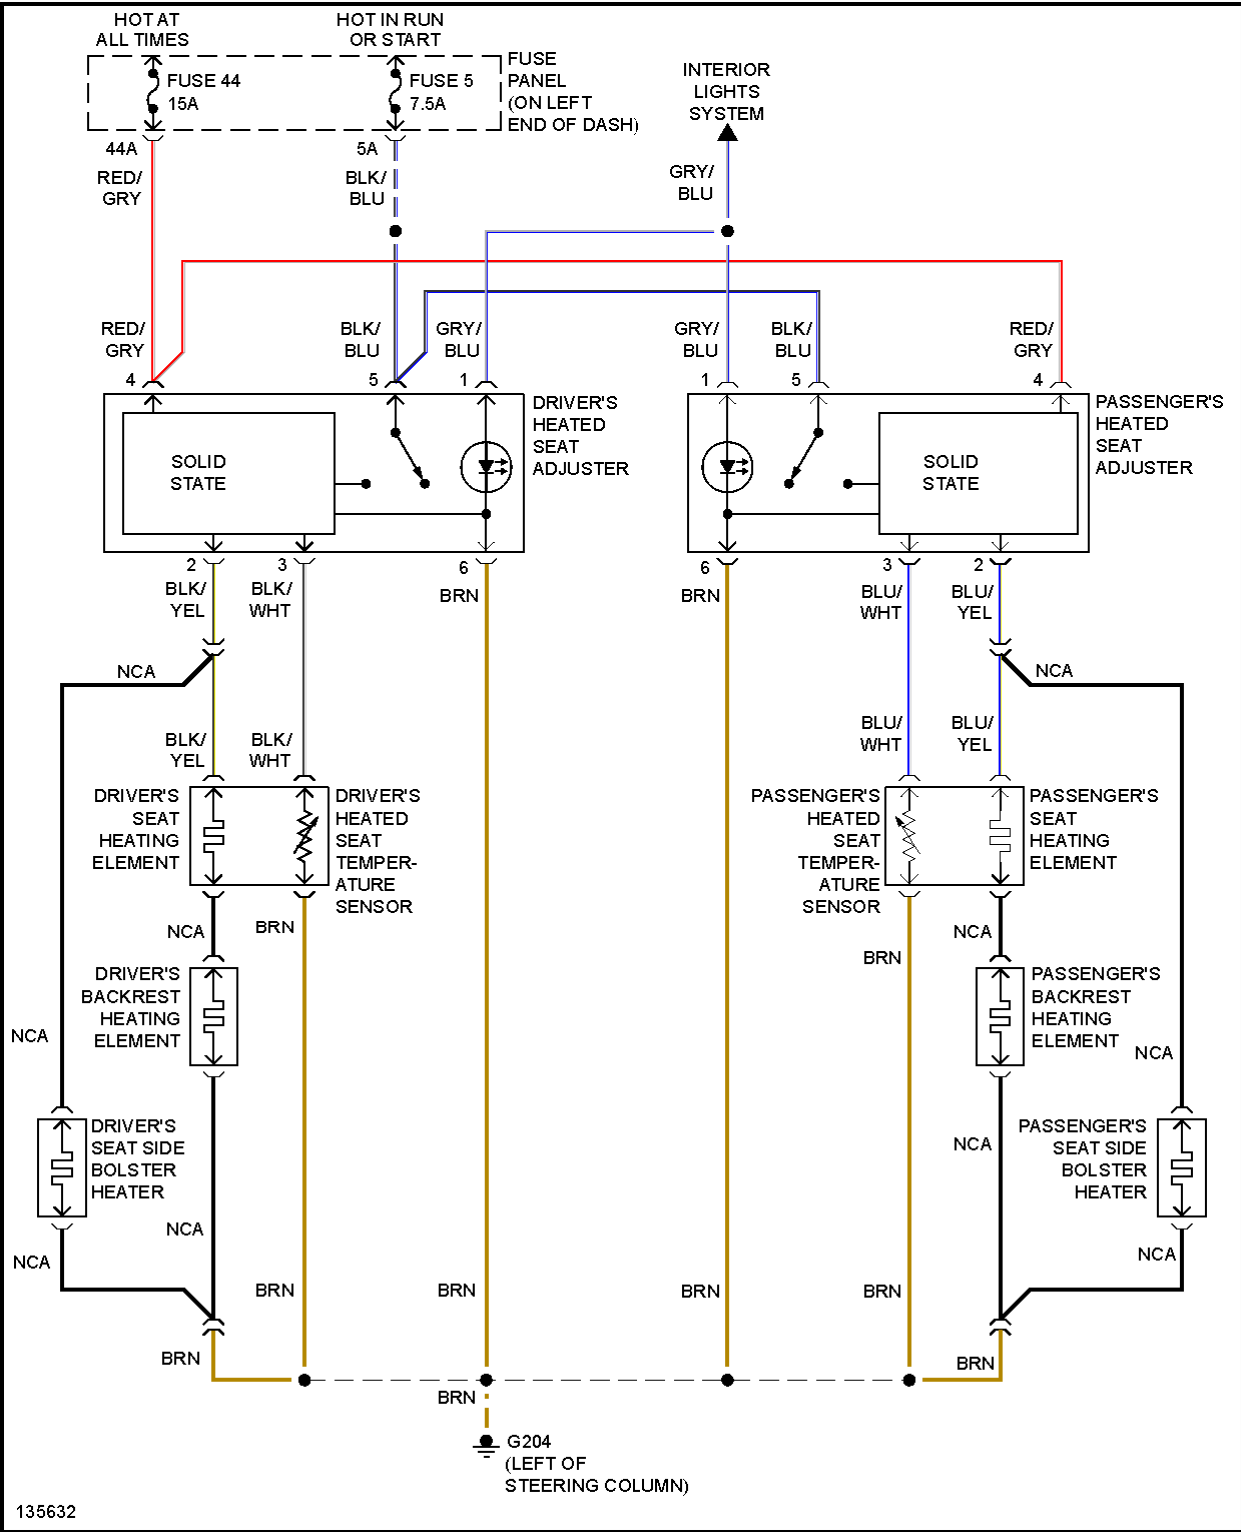 HOT AT
ALL TIMES
HOT IN RUN
OR START
FUSE 44
15A
FUSE 5
7.5A
FUSE
PANEL
(ON LEFT
END OF DASH)
INTERIOR
LIGHTS
SYSTEM
44A
5A
RED/
GRY
BLK/
BLU
GRY/
BLU
RED/
GRY
BLK/
BLU
GRY/
BLU
GRY/
BLU
BLK/
BLU
RED/
GRY
4
5
1
1
5
4
DRIVER'S
HEATED
SEAT
ADJUSTER
PASSENGER'S
HEATED
SEAT
ADJUSTER
SOLID
STATE
SOLID
STATE
2
3
6
6
3
2
BLK/
YEL
BLK/
WHT
BRN
BRN
BLU/
WHT
BLU/
YEL
NCA
NCA
BLK/
YEL
BLK/
WHT
BLU/
WHT
BLU/
YEL
DRIVER'S
SEAT
HEATING
ELEMENT
DRIVER'S
HEATED
SEAT
TEMPER-
ATURE
SENSOR
PASSENGER'S
HEATED
SEAT
TEMPER-
ATURE
SENSOR
PASSENGER'S
SEAT
HEATING
ELEMENT
NCA
BRN
BRN
NCA
DRIVER'S
BACKREST
HEATING
ELEMENT
PASSENGER'S
BACKREST
HEATING
ELEMENT
NCA
NCA
DRIVER'S
SEAT SIDE
BOLSTER
HEATER
NCA
PASSENGER'S
SEAT SIDE
BOLSTER
HEATER
NCA
NCA
NCA
BRN
BRN
BRN
BRN
BRN
BRN
BRN
G204
(LEFT OF
STEERING COLUMN)
135632